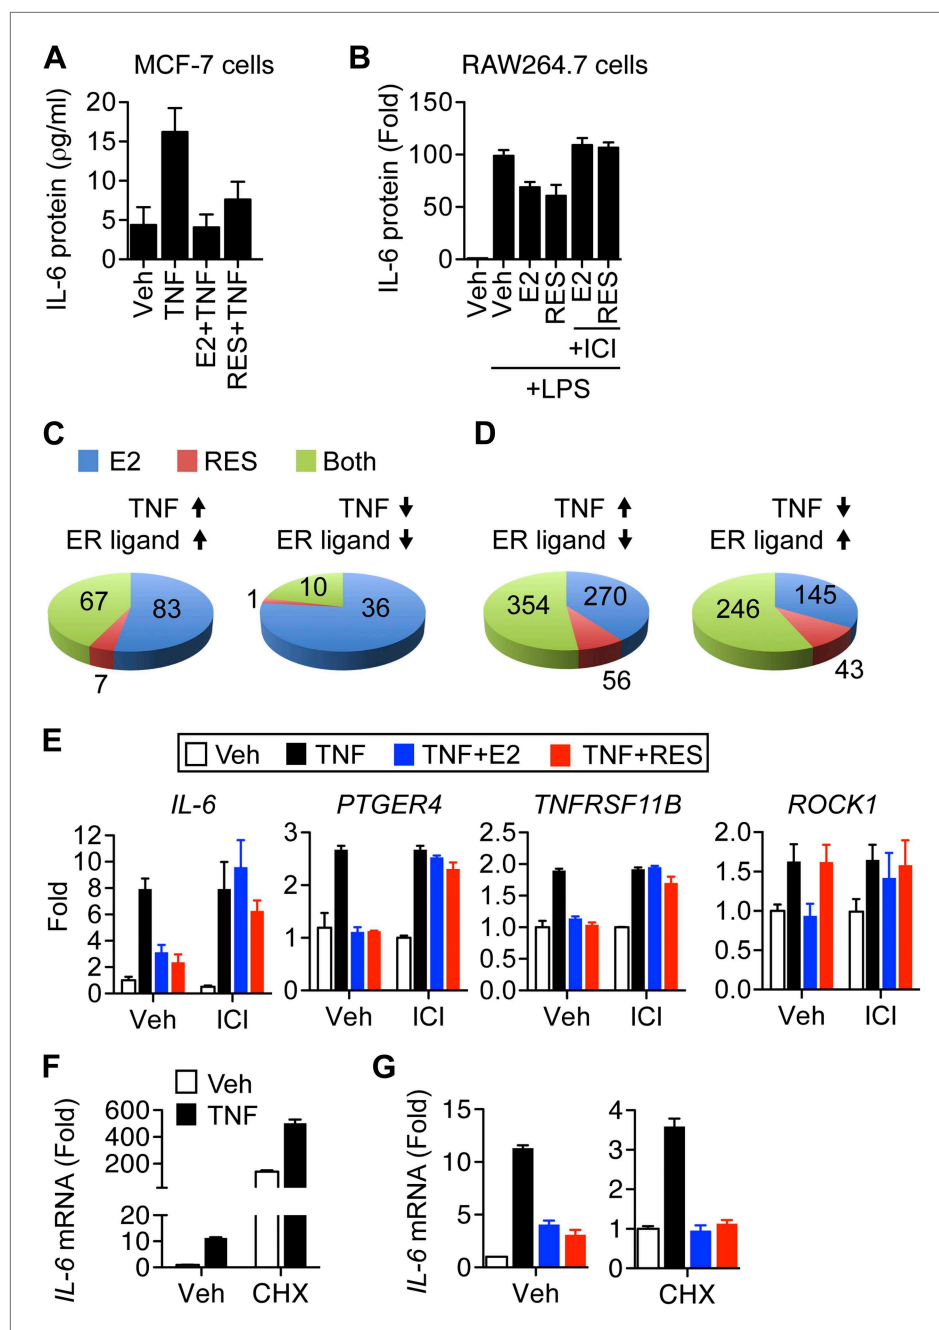 A
MCF-7 cells
IL-6 protein (ρg/ml)
20
15
10
5
0
Veh
TNF
E2+TNF
RES+TNF
B
RAW264.7 cells
IL-6 protein (Fold)
150
100
50
0
Veh
Veh
E2
RES
E2
RES
+ICI
+LPS
C
D
E2
RES
Both
TNF
ER ligand
67
83
7
TNF
ER ligand
1
10
36
TNF
ER ligand
354
270
56
TNF
ER ligand
246
145
43
E
Veh
TNF
TNF+E2
TNF+RES
Fold
IL-6
12
10
8
6
4
2
0
Veh
ICI
PTGER4
3
2
1
0
Veh
ICI
TNFRSF11B
2.5
2.0
1.5
1.0
0.5
0.0
Veh
ICI
ROCK1
2.0
1.5
1.0
0.5
0.0
Veh
ICI
F
Veh
TNF
IL-6 mRNA (Fold)
600
400
200
20
10
0
Veh
CHX
G
IL-6 mRNA (Fold)
15
10
5
0
Veh
4
3
2
1
0
CHX